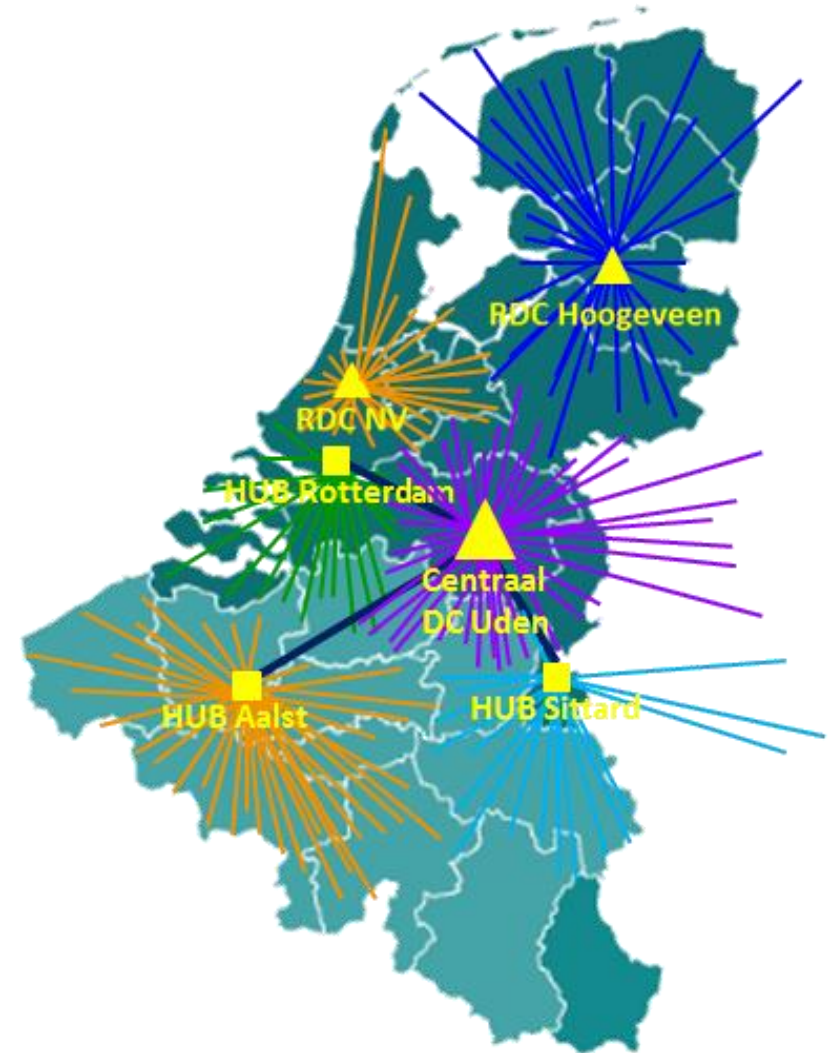 RDC Hoogeveen
RDC NV
HUB Rotterdam
Centraal
DC Uden
HUB Aalst
HUB Sittard